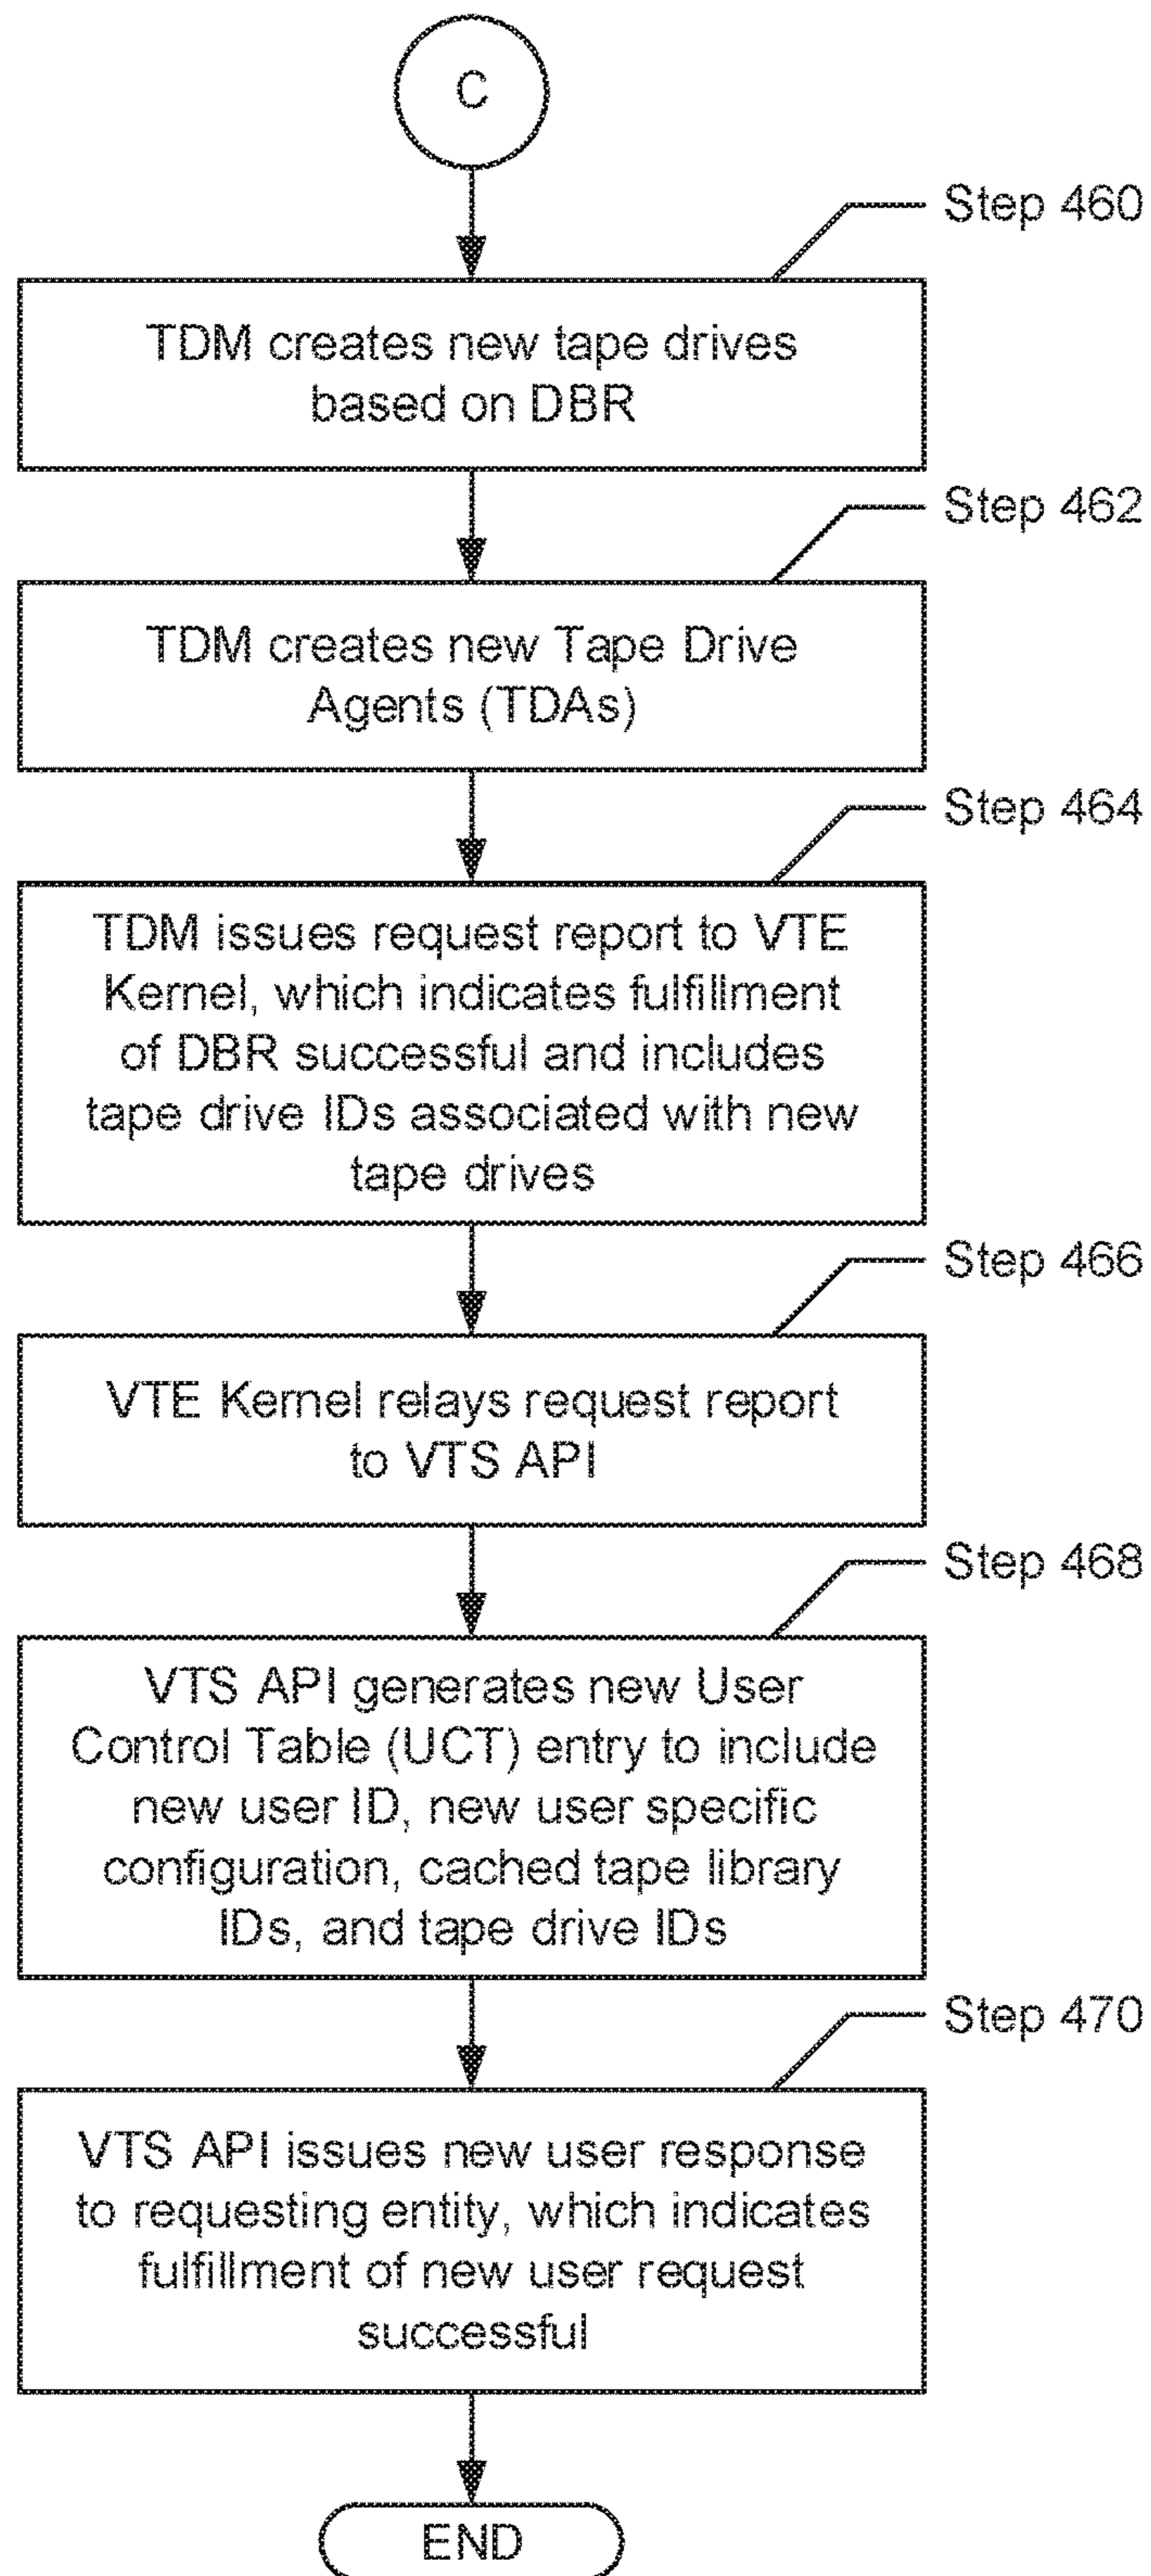 C
Step 460
TDM creates new tape drives
based on DBR
Step 462
TDM creates new Tape Drive
Agents (TDAs)
Step 464
TDM issues request report to VTE
Kernel, which indicates fulfillment
of DBR successful and includes
tape drive IDs associated with new
tape drives
Step 466
VTE Kernel relays request report
to VTS API
Step 468
VTS API generates new User
Control Table (UCT) entry to include
new user ID, new user specific
configuration, cached tape library
IDs, and tape drive IDs
Step 470
VTS API issues new user response
to requesting entity, which indicates
fulfillment of new user request
successful
END